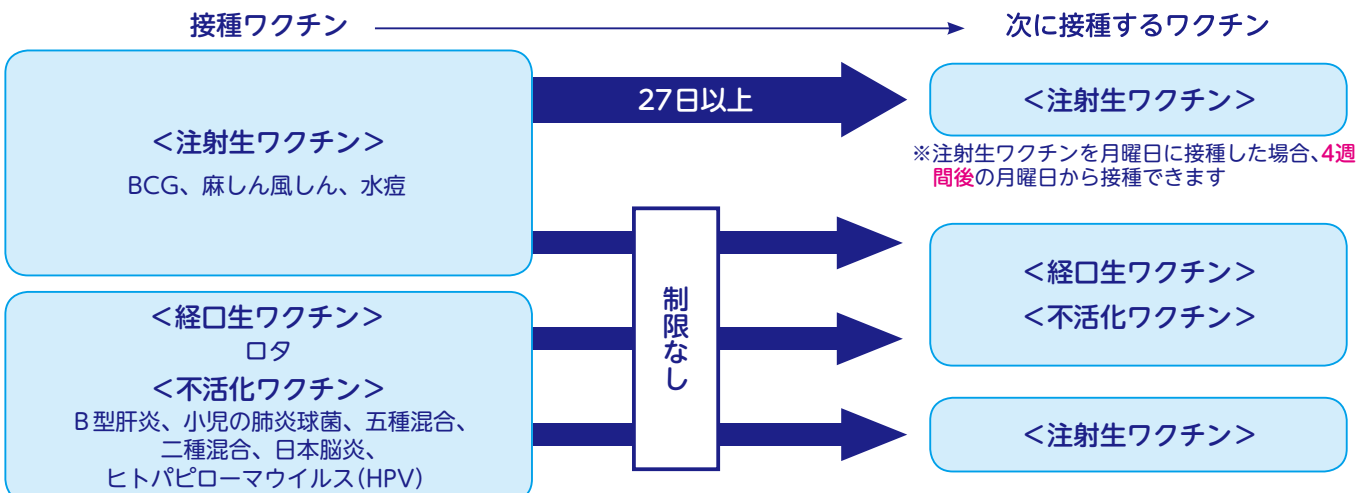 接種ワクチン
次に接種するワクチン
＜注射生ワクチン＞
BCG、麻しん風しん、水痘
27日以上
＜注射生ワクチン＞
※注射生ワクチンを月曜日に接種した場合、4週
間後の月曜日から接種できます
制限なし
＜経口生ワクチン＞
＜不活化ワクチン＞
＜経口生ワクチン＞
ロタ
＜不活化ワクチン＞
B型肝炎、小児の肺炎球菌、五種混合、
二種混合、日本脳炎、
ヒトパピローマウイルス（HPV）
＜注射生ワクチン＞